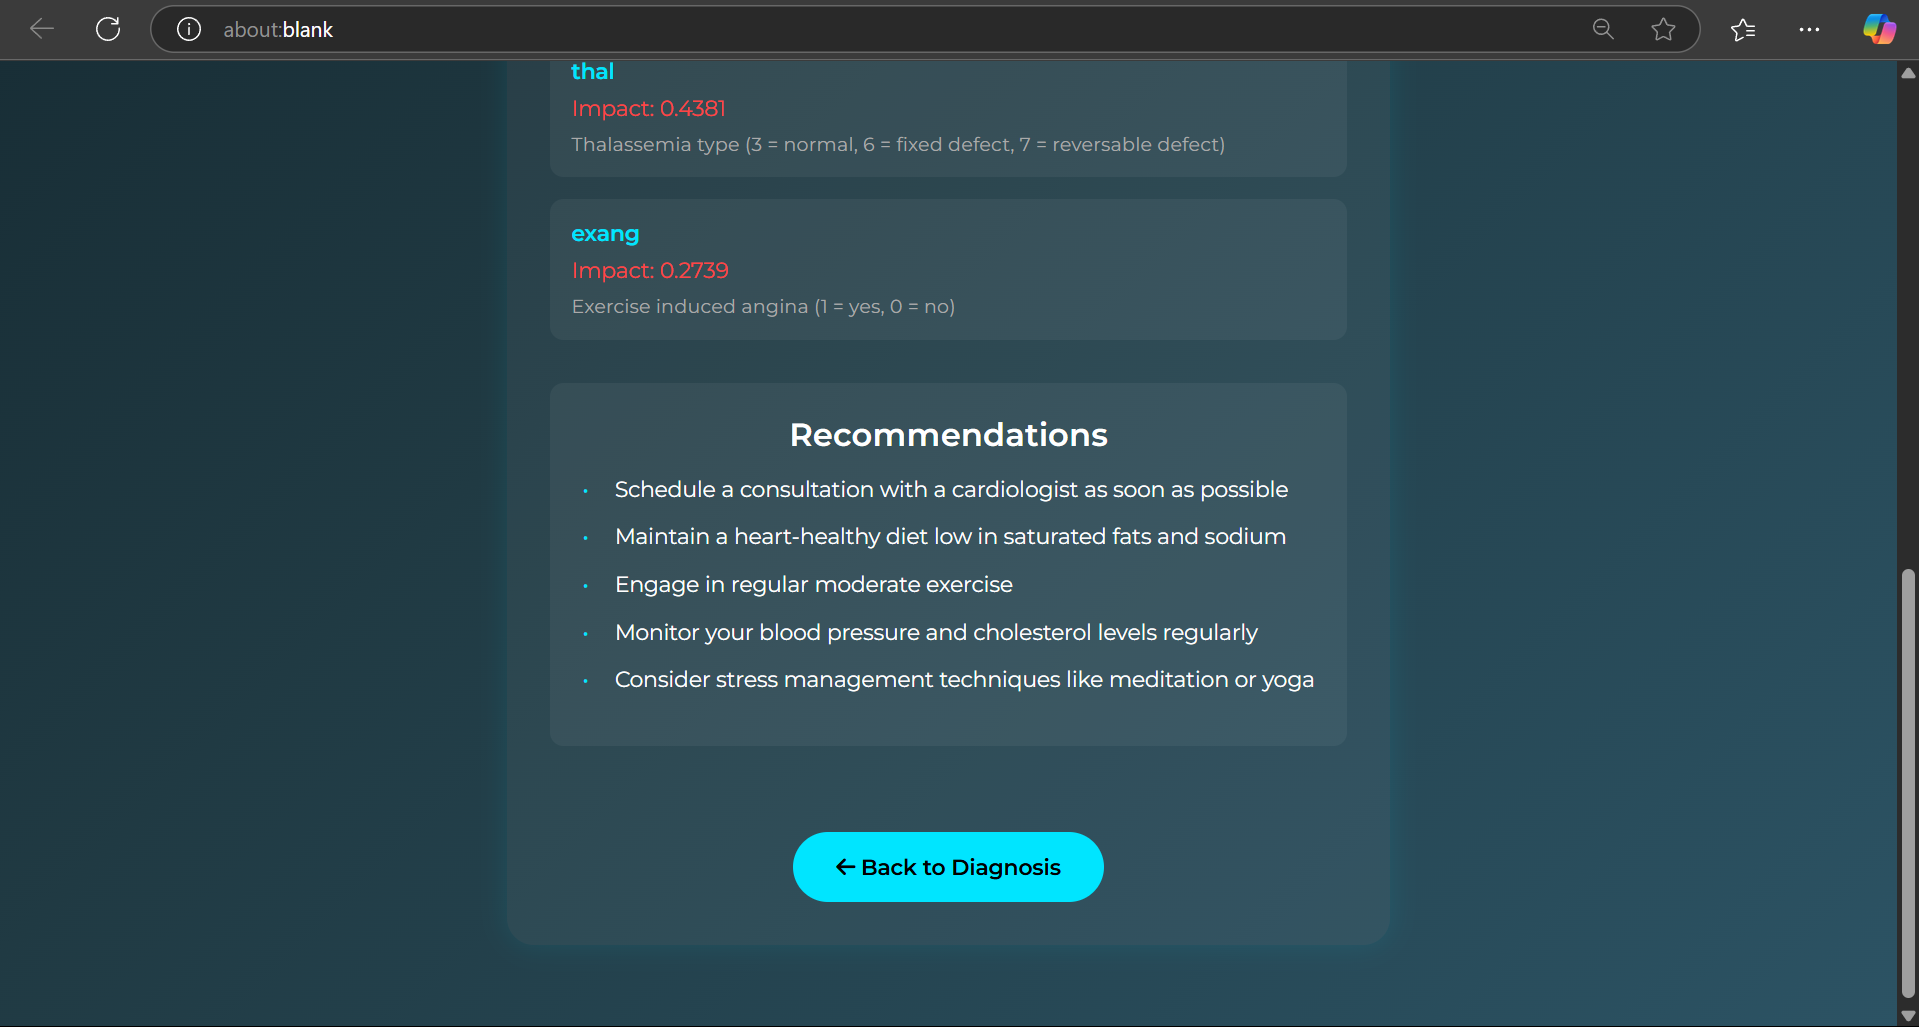 about:blank
thal
Impact: 0.4381
Thalassemia type (3 = normal, 6 = fixed defect, 7 = reversable defect)
exang
Impact: 0.2739
Exercise induced angina (1 = yes, 0 = no)
Recommendations
• Schedule a consultation with a cardiologist as soon as possible
• Maintain a heart-healthy diet low in saturated fats and sodium
• Engage in regular moderate exercise
• Monitor your blood pressure and cholesterol levels regularly
• Consider stress management techniques like meditation or yoga
← Back to Diagnosis